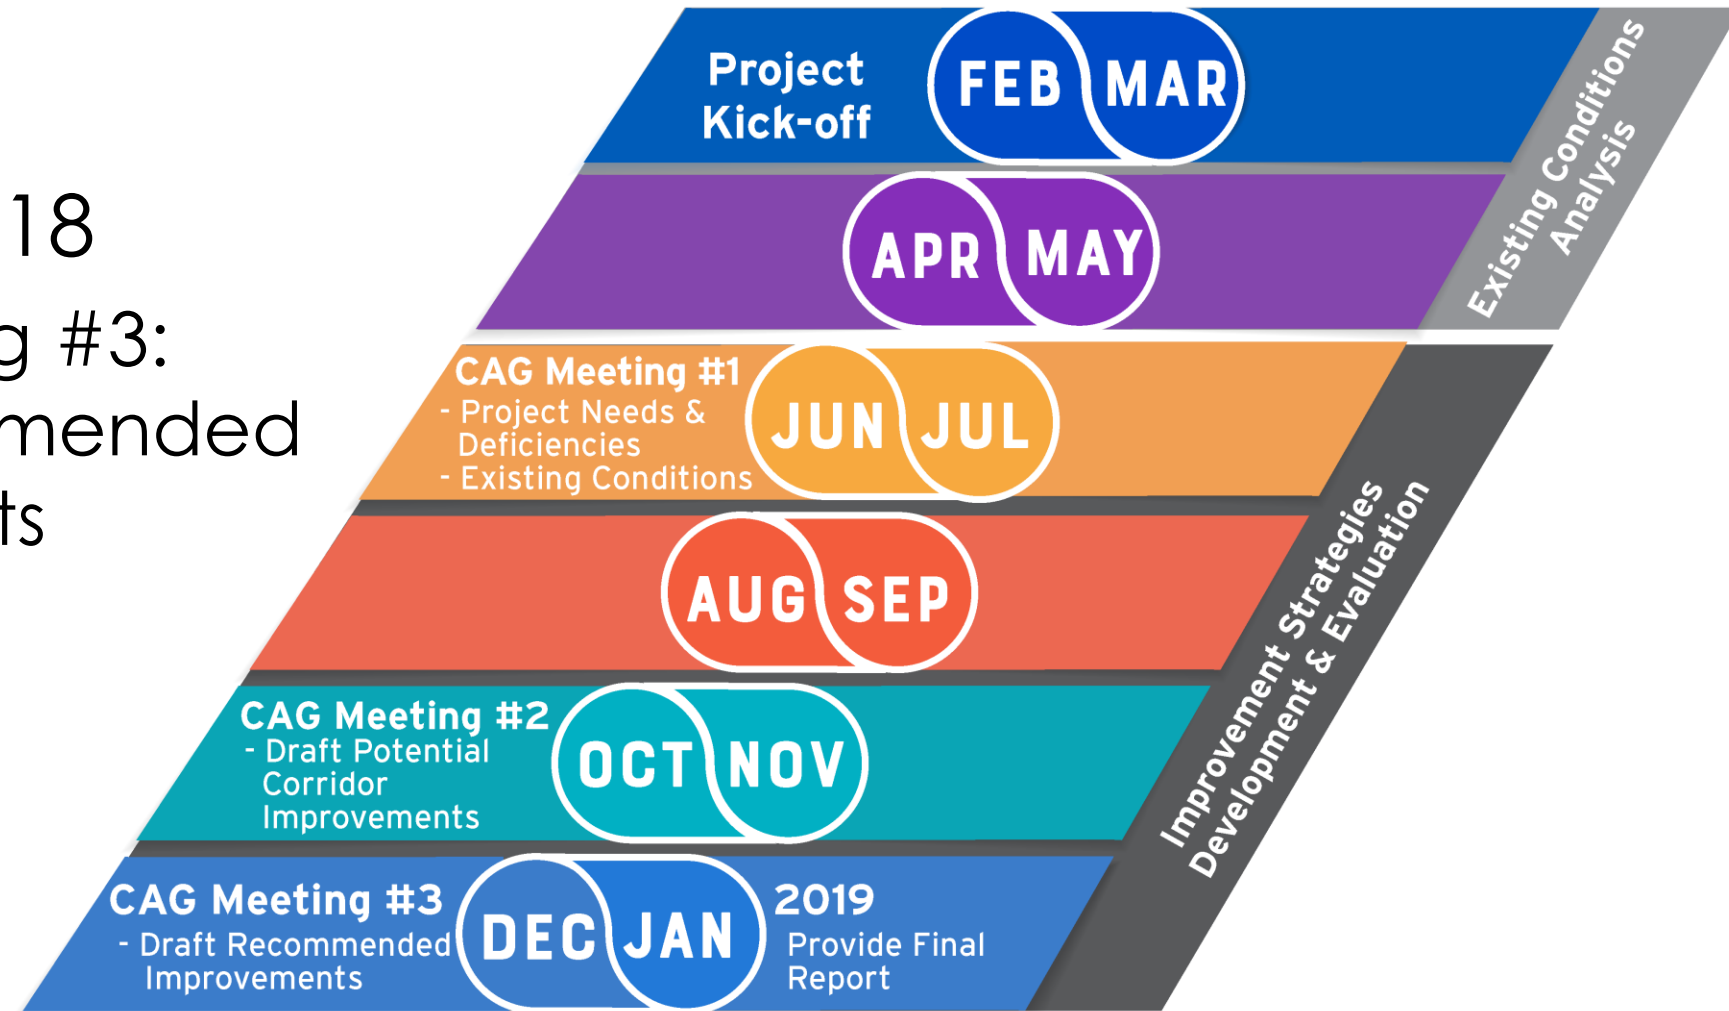 18
g #3:
mended
ts
Project
Kick-off
FEB MAR
APR MAY
Existing Conditions
Analysis
CAG Meeting #1
- Project Needs &
Deficiencies
- Existing Conditions
JUN JUL
AUG SEP
CAG Meeting #2
- Draft Potential
Corridor
Improvements
OCT NOV
CAG Meeting #3
- Draft Recommended
Improvements
DEC JAN
2019
Provide Final
Report
Improvement Strategies
Development & Evaluation